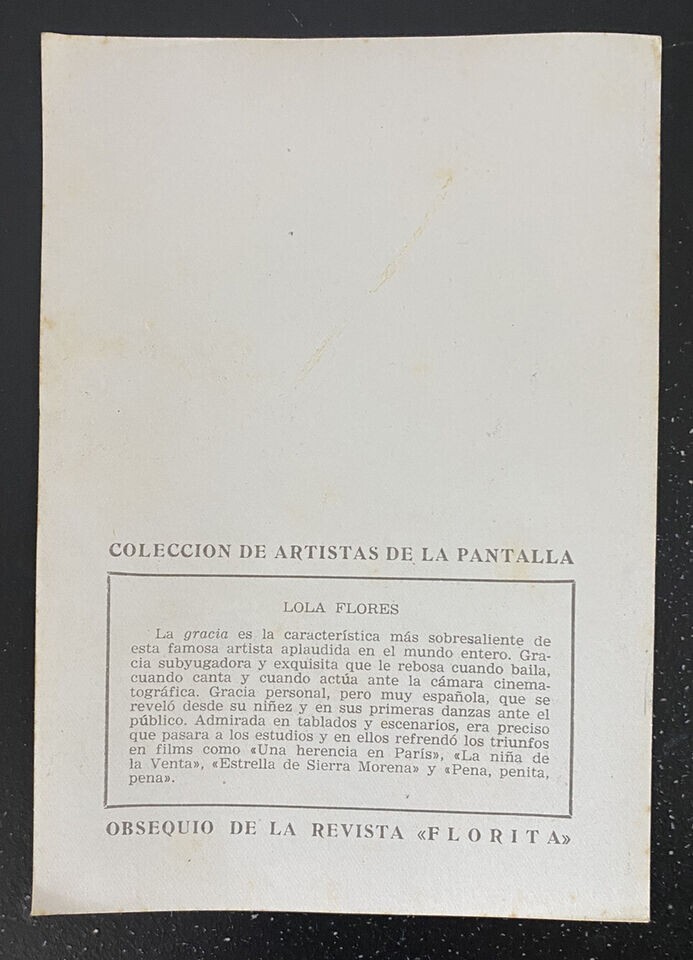 COLECCION DE ARTISTAS DE LA PANTALLA
LOLA FLORES
La gracia es la característica más sobresaliente de
esta famosa artista aplaudida en el mundo entero. Gra-
cia subyugadora y exquisita que le rebosa cuando baila,
cuando canta y cuando actúa ante la cámara cinema-
tográfica. Gracia personal, pero muy española, que se
reveló desde su niñez y en sus primeras danzas ante el
público. Admirada en tablados y escenarios, era preciso
que pasara a los estudios y en ellos refrendó los triunfos
en films como «Una herencia en París», «La niña de
la Venta», «Estrella de Sierra Morena» y «Pena, penita,
pena».
OBSEQUIO DE LA REVISTA «FLORITA»